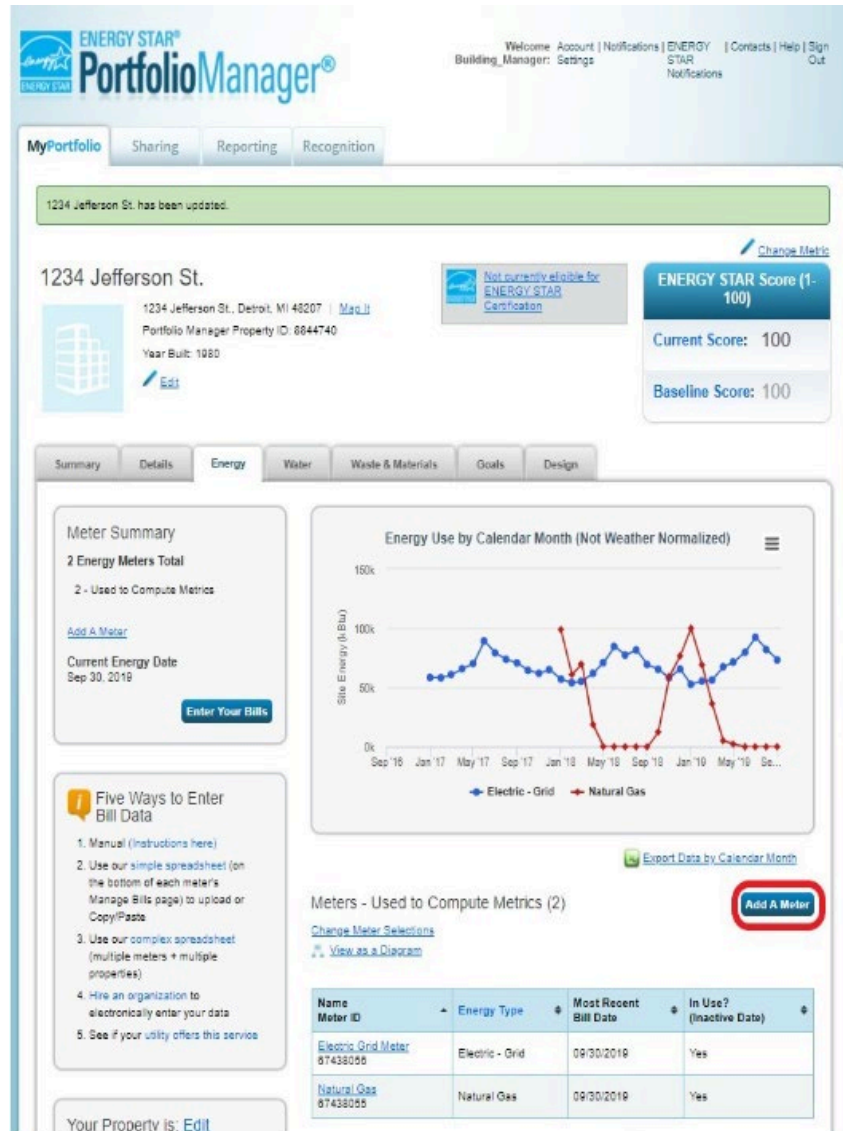 ENERGY STAR®
PortfolioManager®
ENERGY STAR
Welcome Building_Manager: Account Settings | Notifications | ENERGY STAR Notifications | Contacts | Help | Sign Out
MyPortfolio Sharing Reporting Recognition
1234 Jefferson St. has been updated.
Change Metric
1234 Jefferson St.
1234 Jefferson St., Detroit, MI 48207 | Map It
Portfolio Manager Property ID: 8844740
Year Built: 1980
Edit
Not currently eligible for
ENERGY STAR
Certification
ENERGY STAR Score (1-
100)
Current Score: 100
Baseline Score: 100
Summary Details Energy Water Waste & Materials Goals Design
Meter Summary
2 Energy Meters Total
2 - Used to Compute Metrics
Add A Meter
Current Energy Date
Sep 30, 2019
Enter Your Bills
Five Ways to Enter
Bill Data
1. Manual (Instructions here)
2. Use our simple spreadsheet (on
the bottom of each meter's
Manage Bills page) to upload or
Copy/Paste
3. Use our complex spreadsheet
(multiple meters + multiple
properties)
4. Hire an organization to
electronically enter your data
5. See if your utility offers this service
Your Property is: Edit
Energy Use by Calendar Month (Not Weather Normalized)
Site Energy (kBtu)
150k
100k
50k
0k
Sep '16 Jan '17 May '17 Sep '17 Jan '18 May '18 Sep '18 Jan '19 May '19 Se...
Electric - Grid Natural Gas
Export Data by Calendar Month
Meters - Used to Compute Metrics (2)
Add A Meter
Change Meter Selections
View as a Diagram
Name
Meter ID
Energy Type
Most Recent
Bill Date
In Use?
(Inactive Date)
Electric Grid Meter
67438056
Electric - Grid 09/30/2019 Yes
Natural Gas
67438055
Natural Gas 09/30/2019 Yes